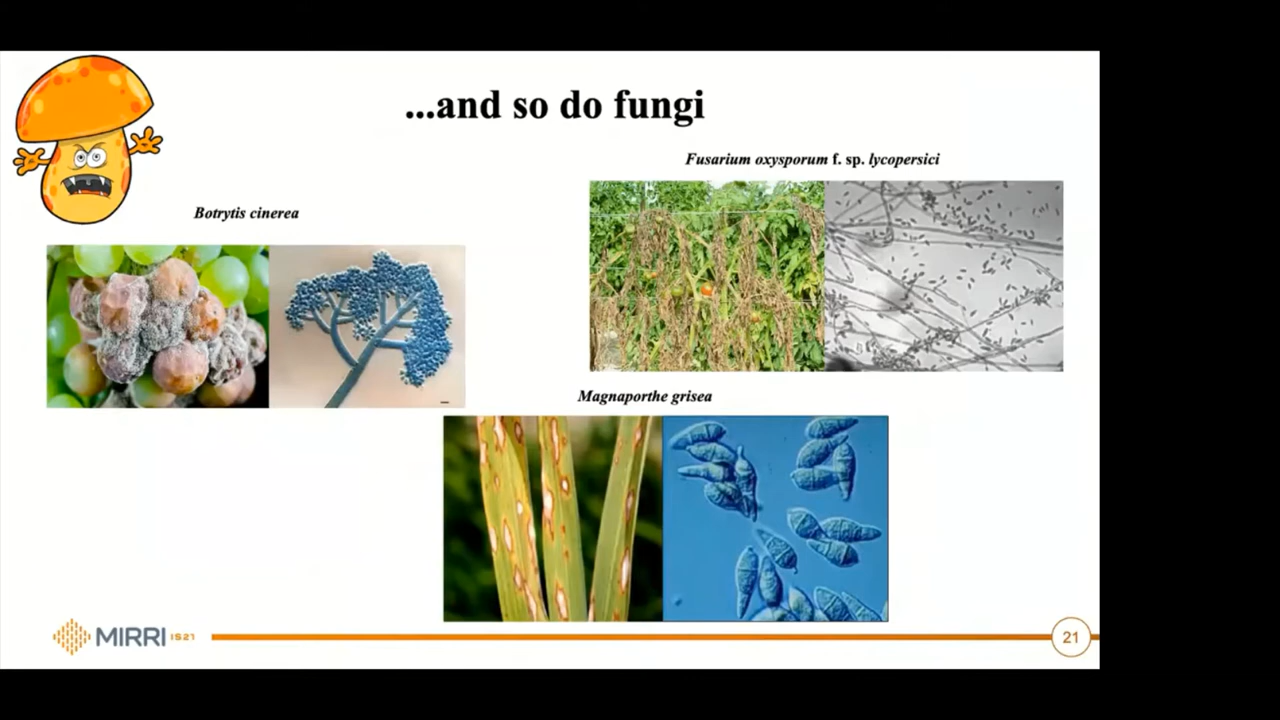 ...and so do fungi
Fusarium oxysporum f. sp. lycopersici
Botrytis cinerea
Magnaporthe grisea
MIRRI IS21
21